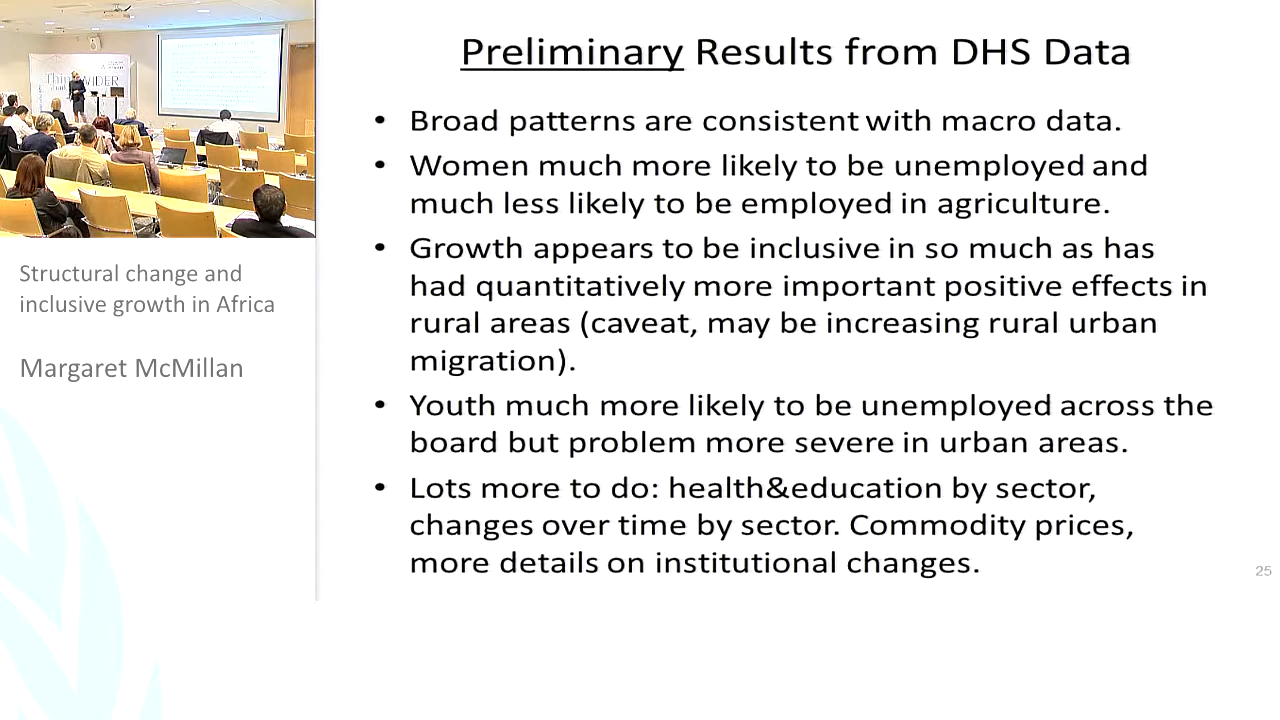 Preliminary Results from DHS Data
• Broad patterns are consistent with macro data.
• Women much more likely to be unemployed and
much less likely to be employed in agriculture.
• Growth appears to be inclusive in so much as has
had quantitatively more important positive effects in
rural areas (caveat, may be increasing rural urban
migration).
• Youth much more likely to be unemployed across the
board but problem more severe in urban areas.
• Lots more to do: health&education by sector,
changes over time by sector. Commodity prices,
more details on institutional changes.
25
WIDER
Structural change and
inclusive growth in Africa
Margaret McMillan